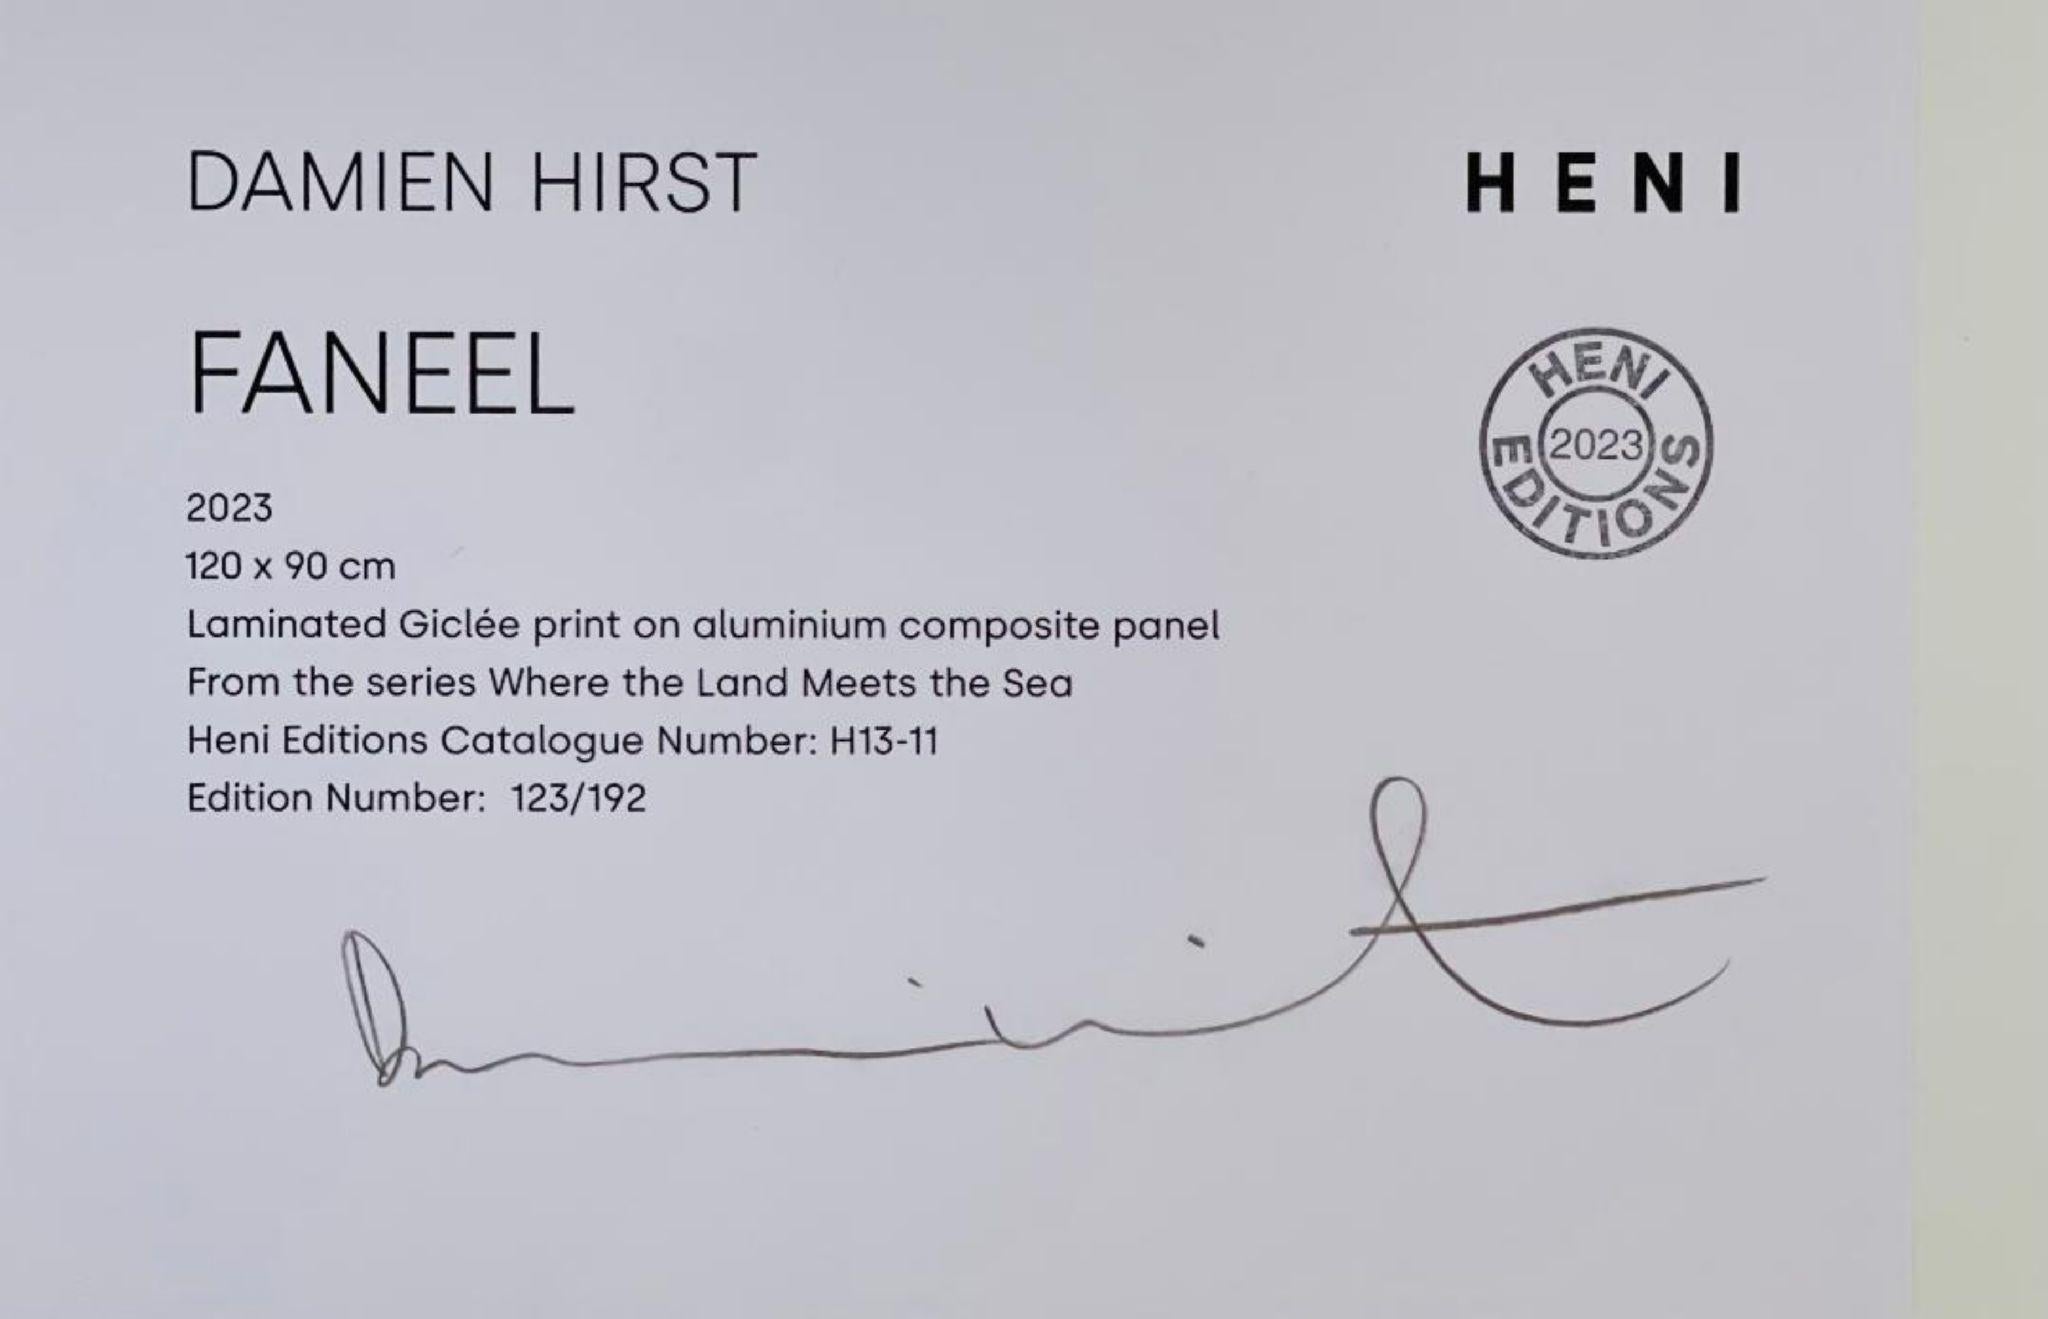 DAMIEN HIRST
HENI
FANEEL
HENI EDITIONS
2023
2023
120 x 90 cm
Laminated Giclée print on aluminium composite panel
From the series Where the Land Meets the Sea
Heni Editions Catalogue Number: H13-11
Edition Number: 123/192